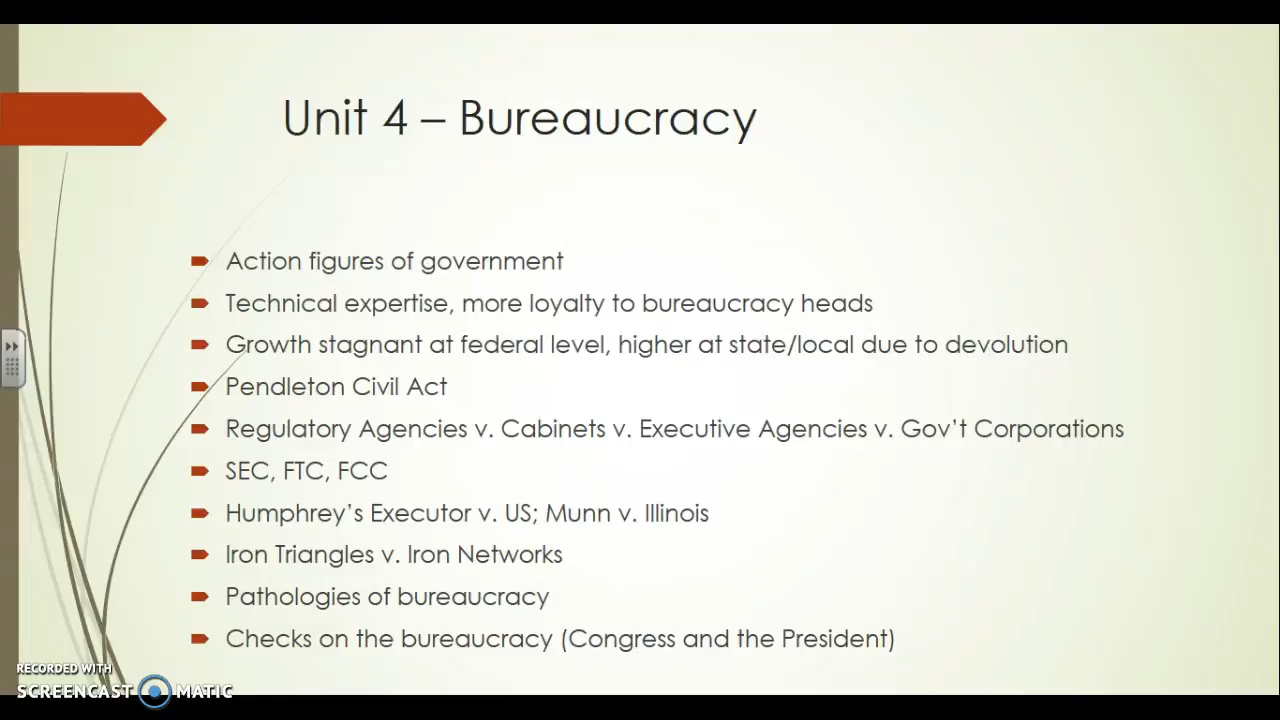 Unit 4 – Bureaucracy
Action figures of government
Technical expertise, more loyalty to bureaucracy heads
Growth stagnant at federal level, higher at state/local due to devolution
Pendleton Civil Act
Regulatory Agencies v. Cabinets v. Executive Agencies v. Gov’t Corporations
SEC, FTC, FCC
Humphrey’s Executor v. US; Munn v. Illinois
Iron Triangles v. Iron Networks
Pathologies of bureaucracy
Checks on the bureaucracy (Congress and the President)
RECORDED WITH
SCREENCAST MATIC